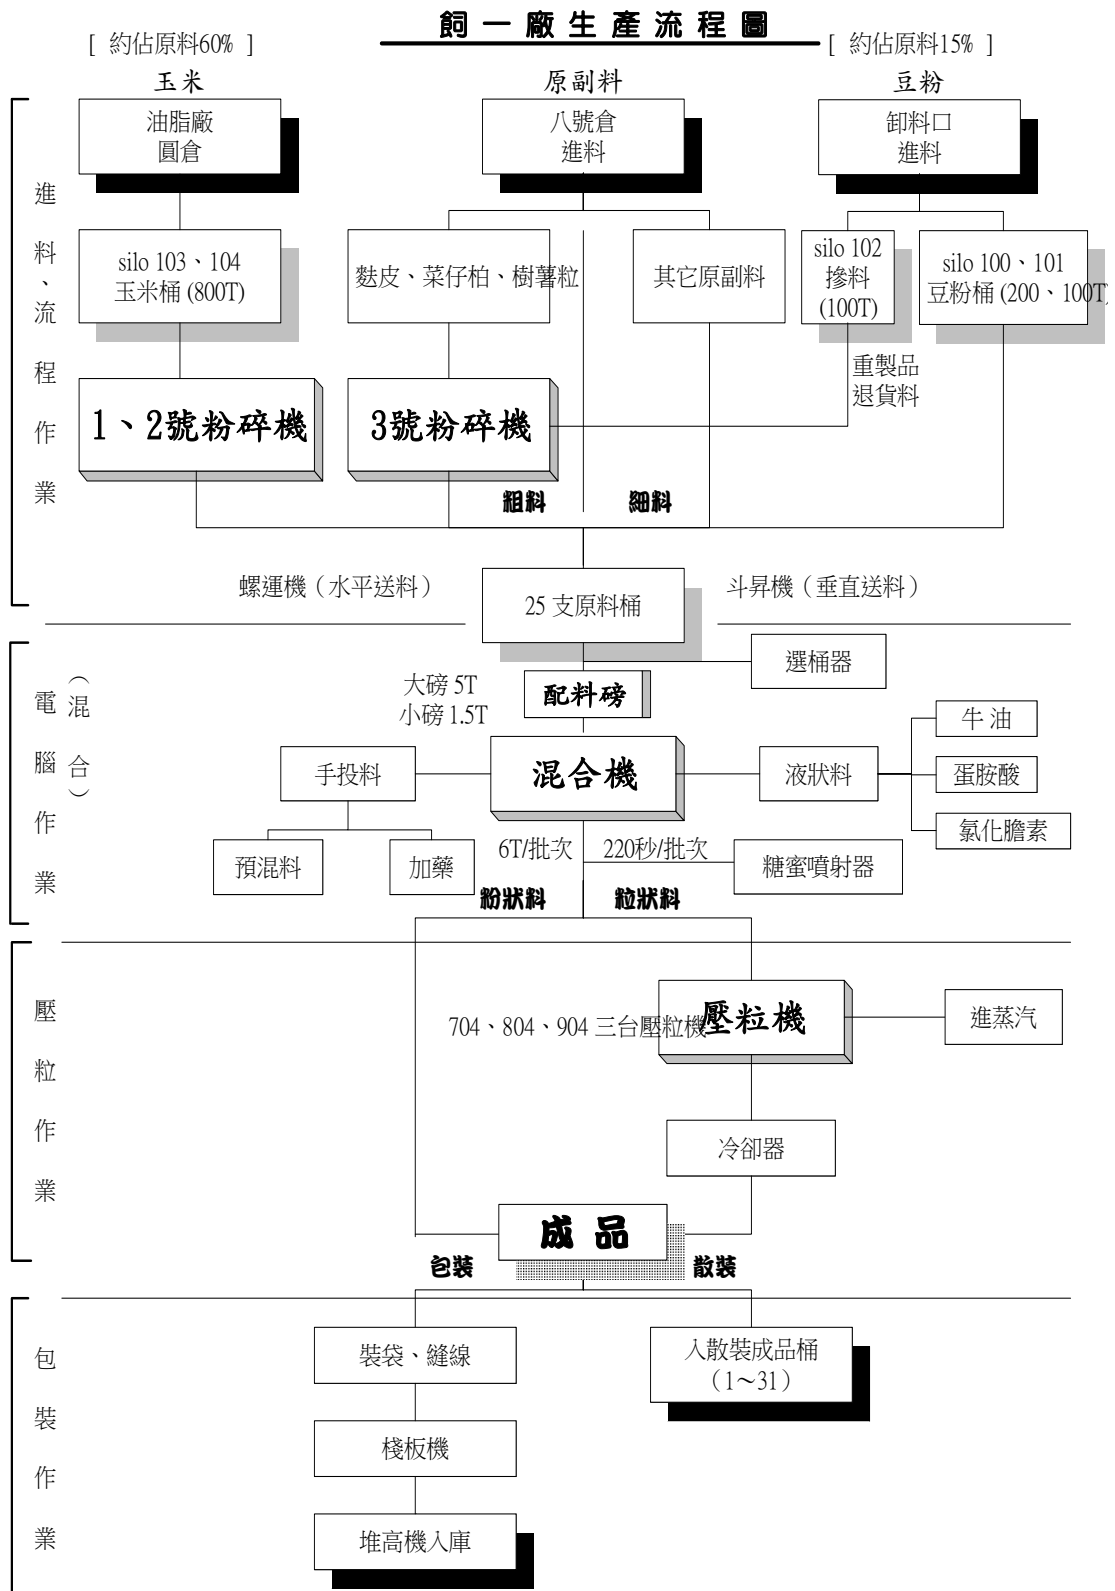 飼一廠生產流程圖
[ 約佔原料60% ]
[ 約佔原料15% ]
玉米
原副料
豆粉
油脂廠
圓倉
八號倉
進料
卸料口
進料
進料、流程作業
silo 103、104
玉米桶 (800T)
麩皮、菜仔柏、樹薯粒
其它原副料
silo 102
摻料
(100T)
silo 100、101
豆粉桶 (200、100T)
重製品
退貨料
1、2號粉碎機
3號粉碎機
粗料
細料
螺運機（水平送料）
25 支原料桶
斗昇機（垂直送料）
電腦作業
（混合）
選桶器
大磅 5T
小磅 1.5T
配料磅
手投料
混合機
液狀料
牛 油
蛋胺酸
氯化膽素
預混料
加藥
6T/批次
220秒/批次
糖蜜噴射器
粉狀料
粒狀料
壓粒作業
704、804、904 三台壓粒機
壓粒機
進蒸汽
冷卻器
成 品
包裝
散裝
包裝作業
裝袋、縫線
入散裝成品桶
（1～31）
棧板機
堆高機入庫